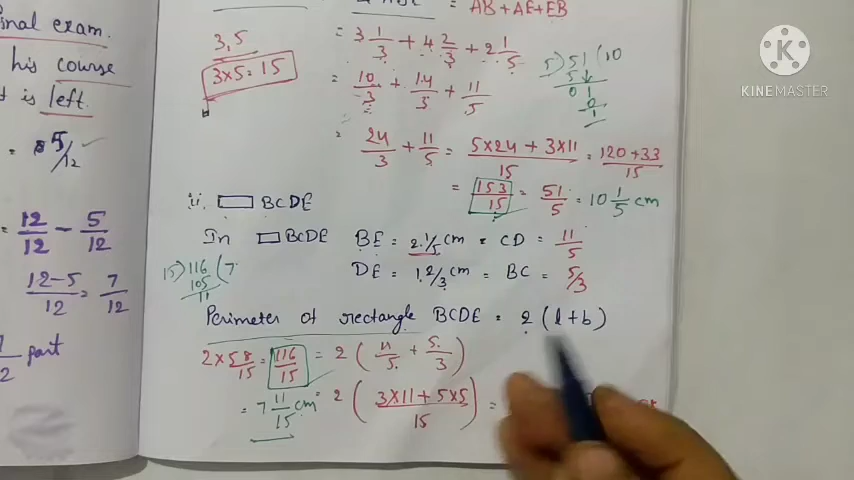 inal exam.
his course
t is left.
= 5/12
= 12/12 - 5/12
12-5/12 = 7/12
part
2
= AB + AE + EB
3,5
3×5=15
= 3 1/3 + 4 2/3 + 2 1/5
= 10/3 + 14/3 + 11/5
= 24/3 + 11/5 = 5×24 + 3×11/15 = 120+33/15
= 153/15 = 51/5 = 10 1/5 cm
5)51(10
5
01
0
1
ii. BCDE
In BCDE BE = 2 1/5 cm = CD = 11/5
DE = 1 2/3 cm = BC = 5/3
15)116(7
105
11
Perimeter of rectangle BCDE = 2 (l+b)
= 2 (11/5 + 5/3)
= 2 (3×11 + 5×5/15) =
2×58/15 = 116/15
= 7 11/15 cm
KINEMASTER